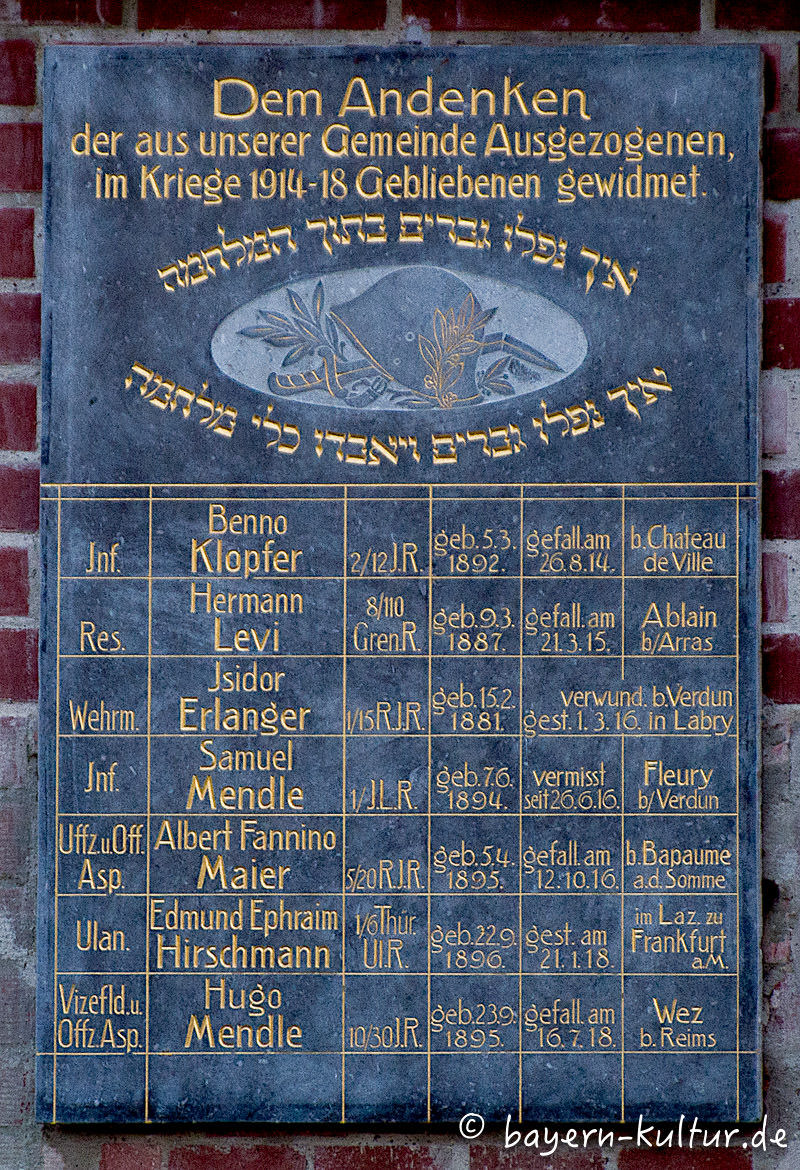 Dem Andenken
der aus unserer Gemeinde Ausgezogenen,
im Kriege 1914-18 Gebliebenen gewidmet.
איך נפלו גברים בתוך המלחמה
איך נפלו גברים ויאבדו כלי מלחמה
Jnf. Benno Klopfer 2/12 J.R. geb. 5.3. 1892. gefall. am 26.8.14. b. Chateau de Ville
Res. Hermann Levi 8/110 Gren.R. geb. 9.3. 1887. gefall. am 21.3.15. Ablain b/Arras
Wehrm. Jsidor Erlanger 1/15 R.J.R. geb. 15.2. 1881. verwund. b. Verdun gest. 1.3.16. in Labry
Jnf. Samuel Mendle 1/J.L.R. geb. 7.6. 1894. vermisst seit 26.6.16. Fleury b/Verdun
Uffz. u. Off. Asp. Albert Fannino Maier 5/20 R.J.R. geb. 5.4. 1895. gefall. am 12.10.16. b. Bapaume a.d. Somme
Ulan. Edmund Ephraim Hirschmann 1/6 Thür. Ul.R. geb. 22.9. 1896. gest. am 21.1.18. im Laz. zu Frankfurt a.M.
Vizefld. u. Offz. Asp. Hugo Mendle 10/30 J.R. geb. 23.9. 1895. gefall. am 16.7.18. Wez b. Reims
© bayern-kultur.de